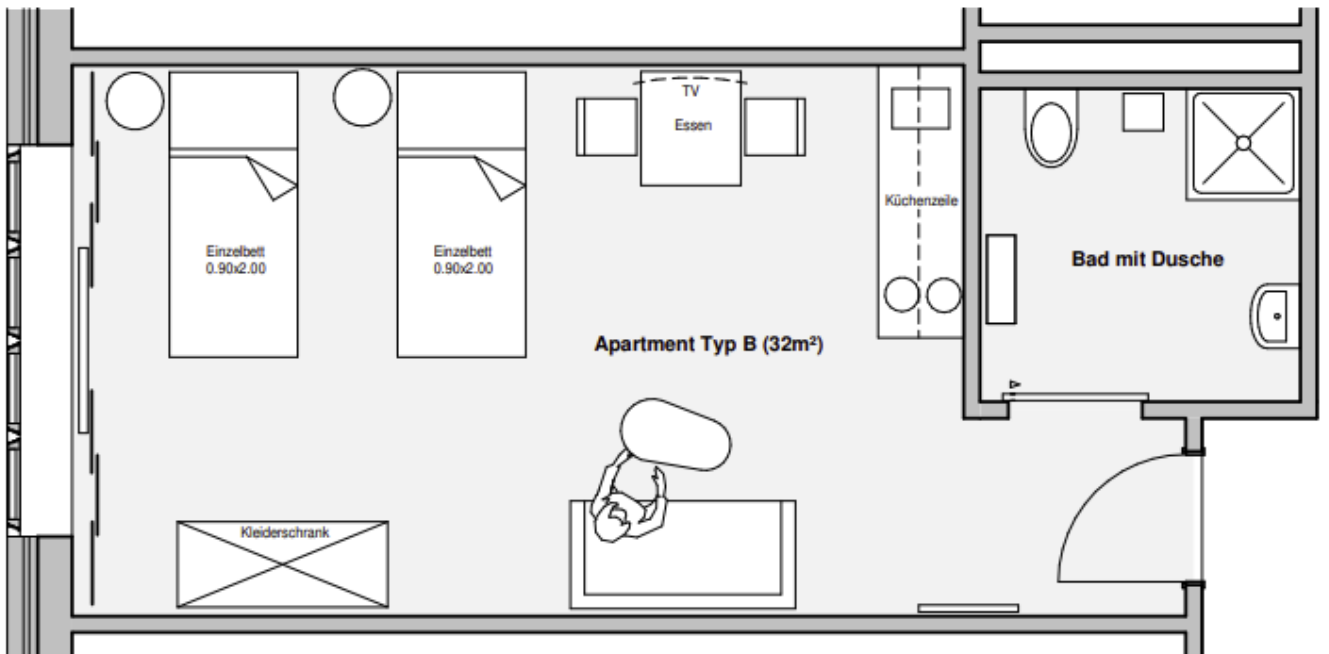 TV
Essen
Küchenzeile
Einzelbett
0.90x2.00
Einzelbett
0.90x2.00
Bad mit Dusche
Apartment Typ B (32m²)
Kleiderschrank